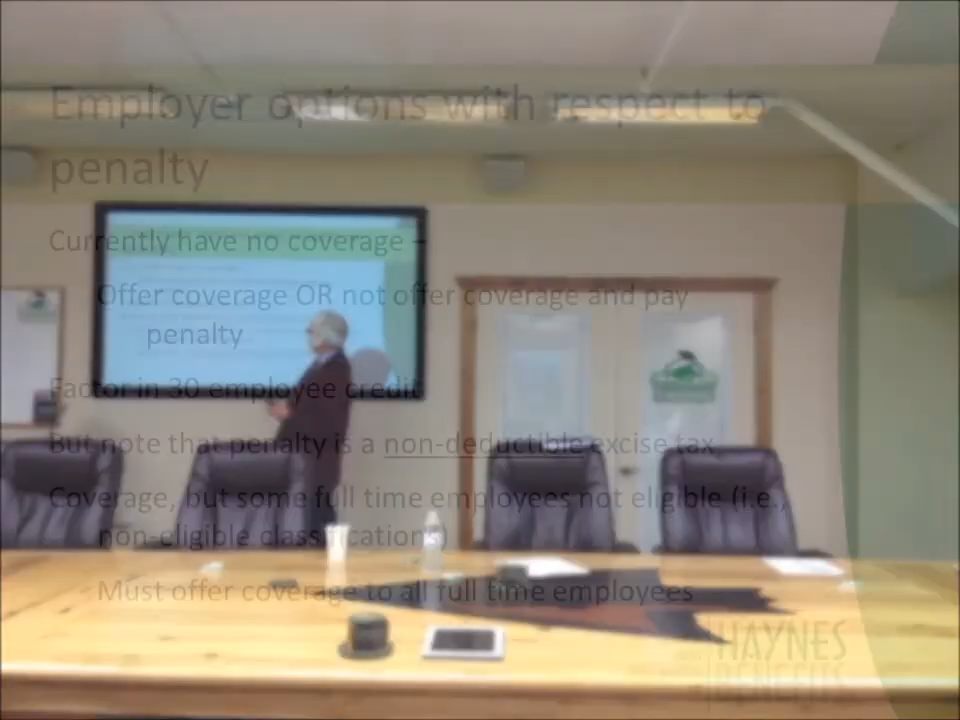 Employer options with respect to
penalty
Currently have no coverage –
Offer coverage OR not offer coverage and pay
penalty
Factor in 30 employee credit
But note that penalty is a non-deductible excise tax
Coverage, but some full time employees not eligible (i.e.,
non-eligible classifications)
Must offer coverage to all full time employees
HAYNES
BENEFITS